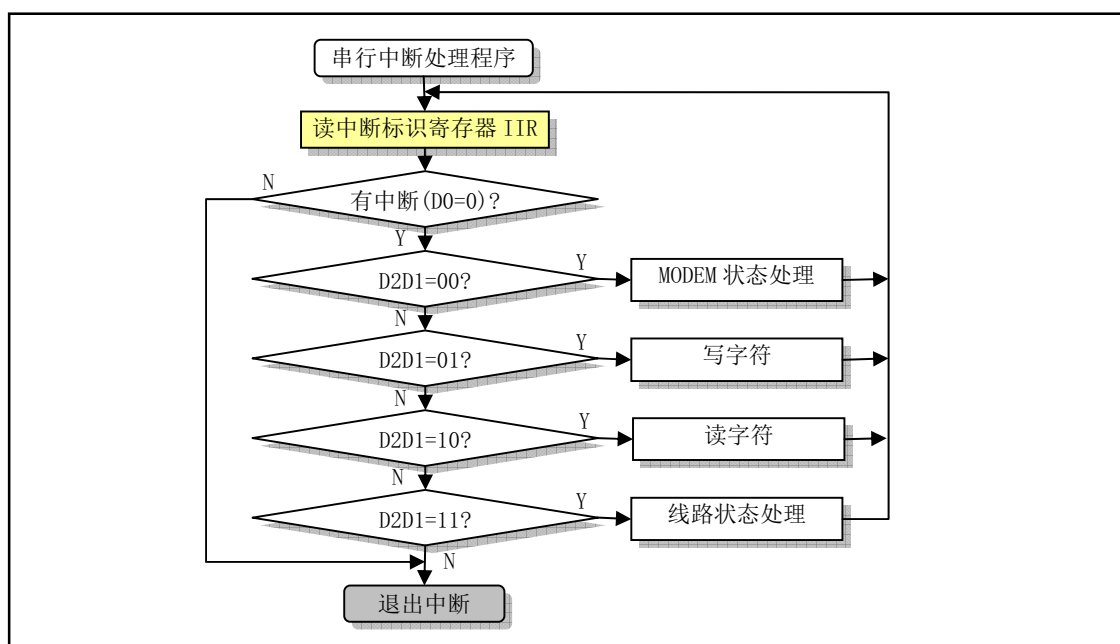 串行中断处理程序
读中断标识寄存器 IIR
N
有中断(D0=0)?
Y
D2D1=00?
Y
MODEM 状态处理
N
D2D1=01?
Y
写字符
N
D2D1=10?
Y
读字符
N
D2D1=11?
Y
线路状态处理
N
退出中断